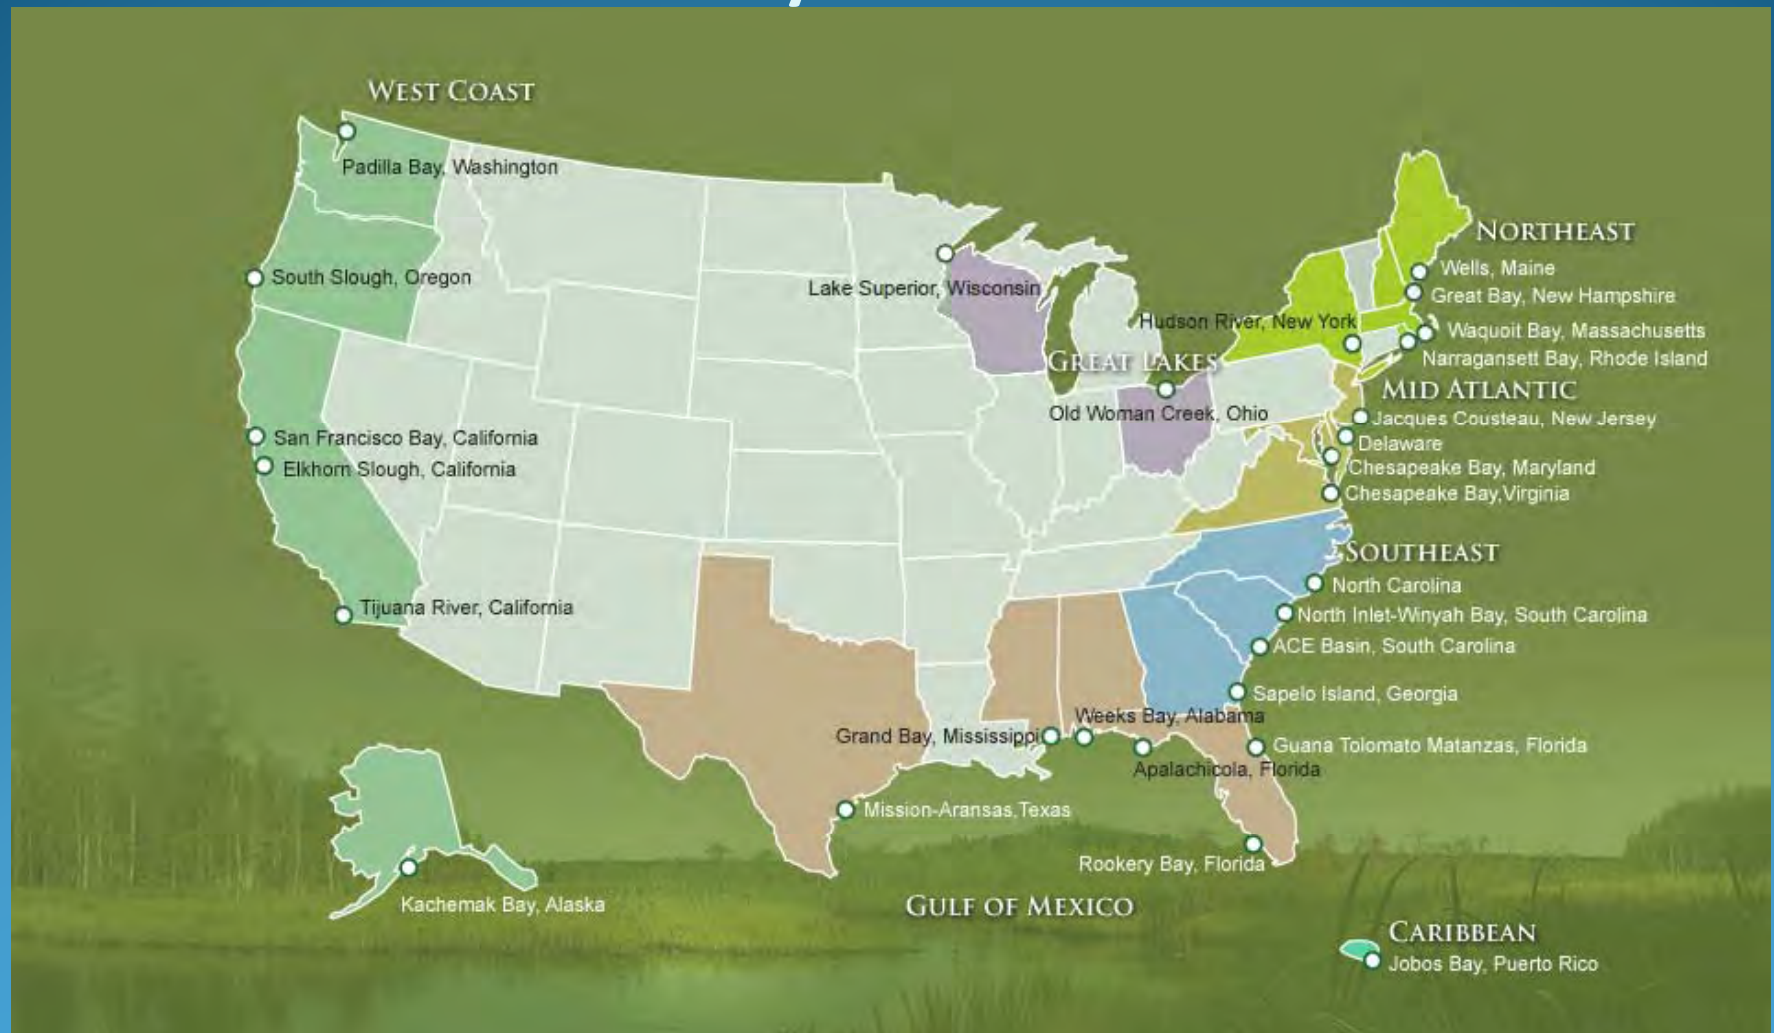 WEST COAST
Padilla Bay, Washington
South Slough, Oregon
San Francisco Bay, California
Elkhorn Slough, California
Tijuana River, California
Kachemak Bay, Alaska
Lake Superior, Wisconsin
GREAT LAKES
Old Woman Creek, Ohio
Hudson River, New York
NORTHEAST
Wells, Maine
Great Bay, New Hampshire
Waquoit Bay, Massachusetts
Narragansett Bay, Rhode Island
MID ATLANTIC
Jacques Cousteau, New Jersey
Delaware
Chesapeake Bay, Maryland
Chesapeake Bay,Virginia
SOUTHEAST
North Carolina
North Inlet-Winyah Bay, South Carolina
ACE Basin, South Carolina
Sapelo Island, Georgia
Guana Tolomato Matanzas, Florida
Weeks Bay, Alabama
Grand Bay, Mississippi
Apalachicola, Florida
Mission-Aransas,Texas
Rookery Bay, Florida
GULF OF MEXICO
CARIBBEAN
Jobos Bay, Puerto Rico